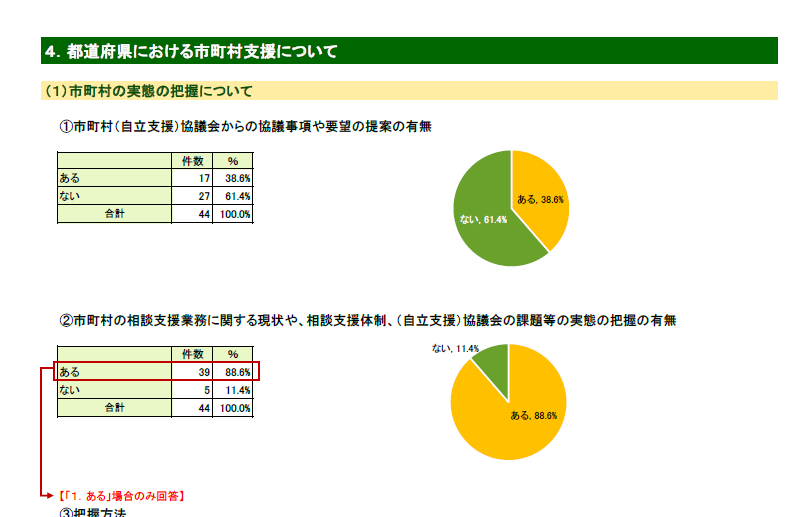 ４．都道府県における市町村支援について
（１）市町村の実態の把握について
①市町村（自立支援）協議会からの協議事項や要望の提案の有無
件数 ％
ある 17 38.6%
ない 27 61.4%
合計 44 100.0%
ある, 38.6%
ない, 61.4%
②市町村の相談支援業務に関する現状や、相談支援体制、（自立支援）協議会の課題等の実態の把握の有無
件数 ％
ある 39 88.6%
ない 5 11.4%
合計 44 100.0%
ない, 11.4%
ある, 88.6%
【「１．ある」場合のみ回答】
③把握方法